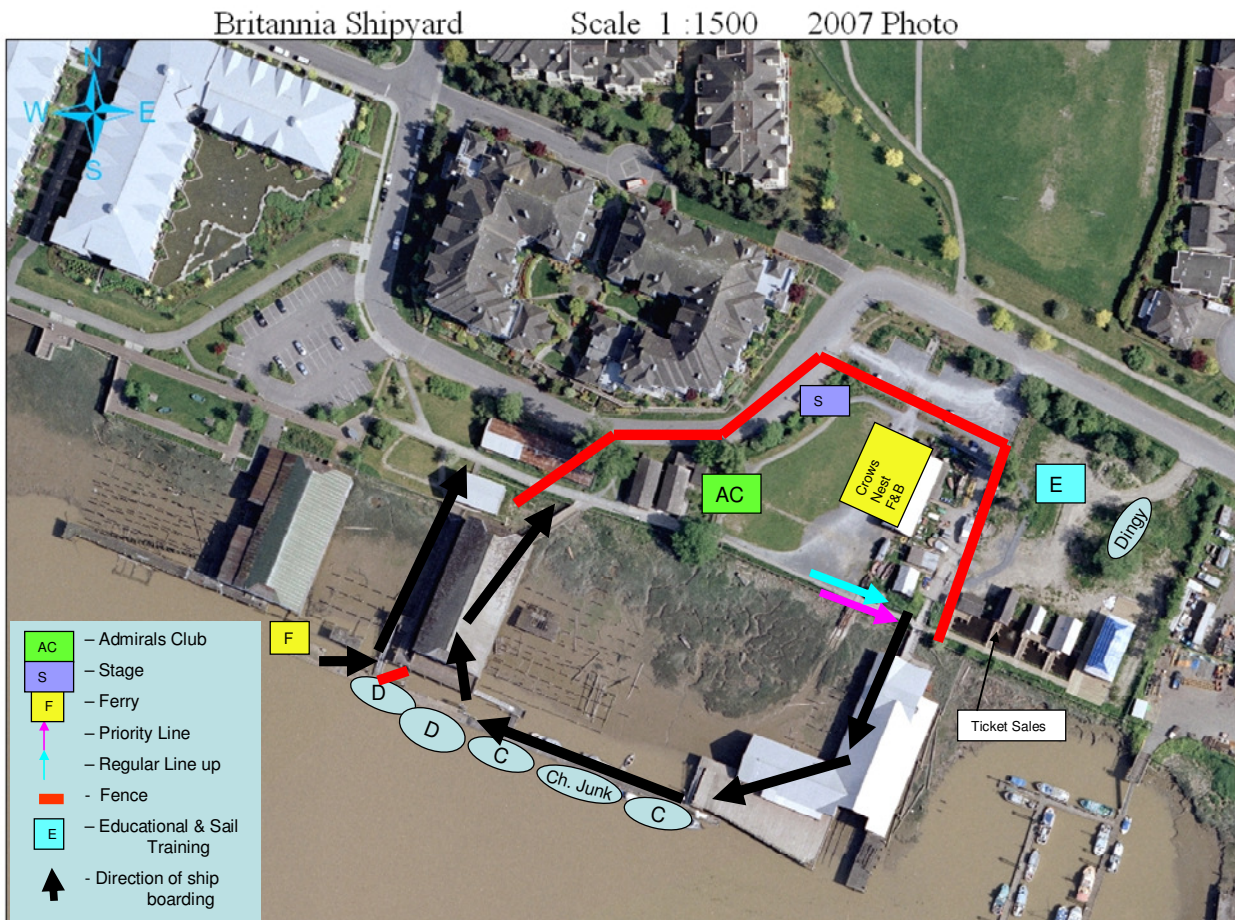 Britannia Shipyard Scale 1 :1500 2007 Photo
N
W E
S
S
Crows
Nest
F&B
AC
E
Dingy
F
D
D
C
Ch. Junk
C
Ticket Sales
AC – Admirals Club
S – Stage
F – Ferry
– Priority Line
– Regular Line up
- Fence
E – Educational & Sail
Training
- Direction of ship
boarding